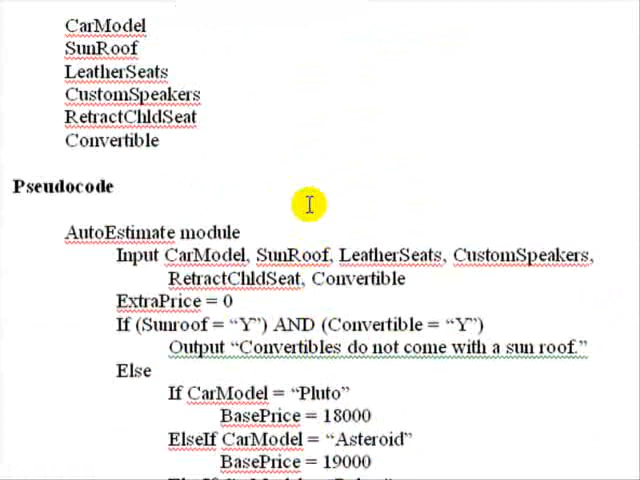 CarModel
SunRoof
LeatherSeats
CustomSpeakers
RetractChldSeat
Convertible
Pseudocode
AutoEstimate module
Input CarModel, SunRoof, LeatherSeats, CustomSpeakers,
RetractChldSeat, Convertible
ExtraPrice = 0
If (Sunroof = “Y”) AND (Convertible = “Y”)
Output “Convertibles do not come with a sun roof.”
Else
If CarModel = “Pluto”
BasePrice = 18000
ElseIf CarModel = “Asteroid”
BasePrice = 19000